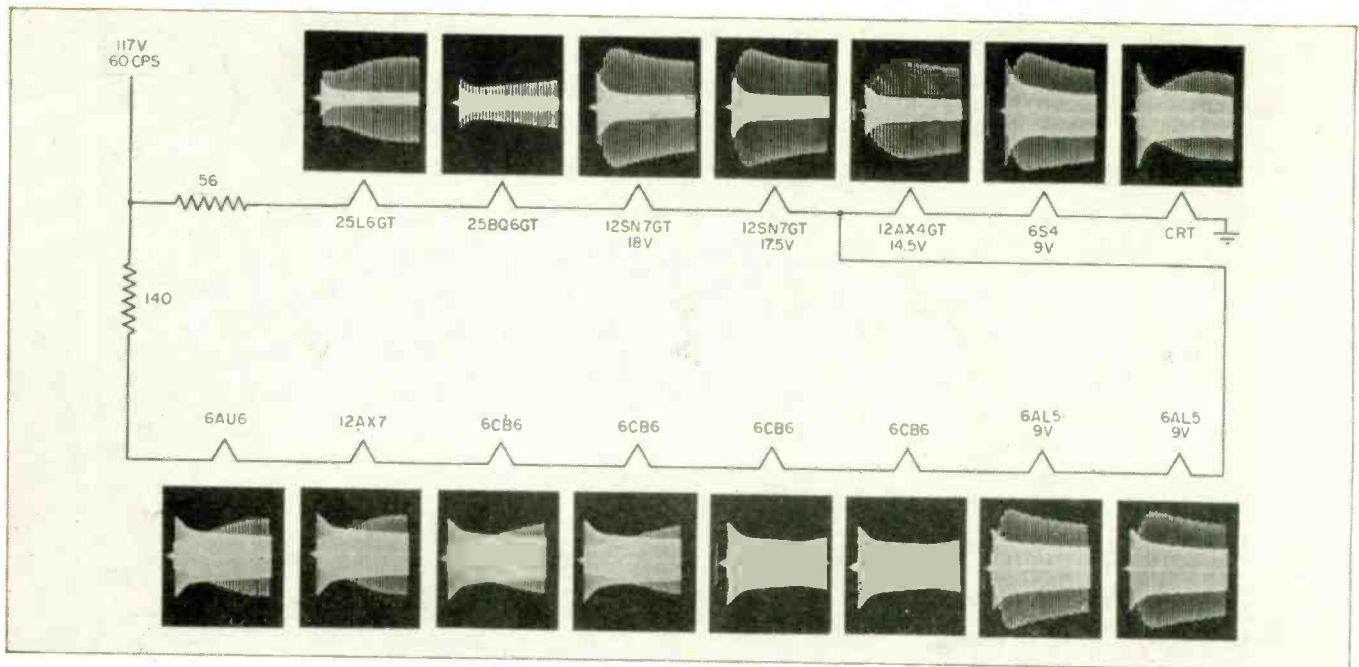 117V
60 CPS
56
25L6GT
25BQ6GT
12SN7GT
18V
12SN7GT
17.5V
12AX4GT
14.5V
6S4
9V
CRT
140
6AU6
12AX7
6CB6
6CB6
6CB6
6CB6
6AL5
9V
6AL5
9V